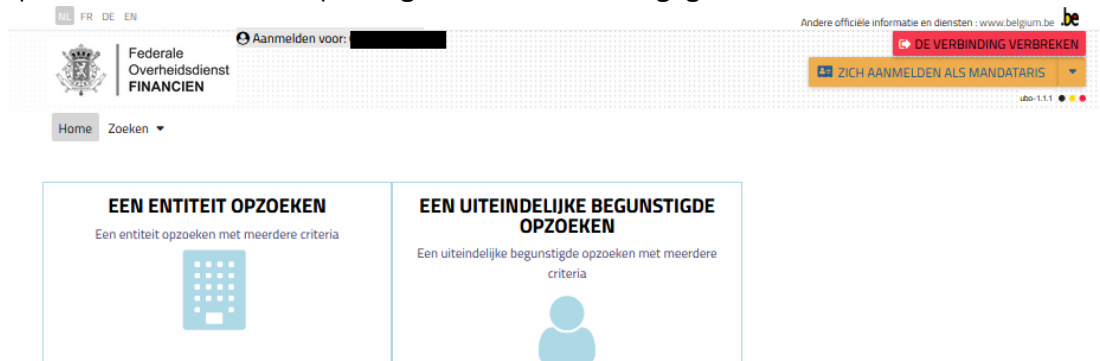 NL FR DE EN
Andere officiële informatie en diensten : www.belgium.be .be
Aanmelden voor:
DE VERBINDING VERBREKEN
Federale
Overheidsdienst
FINANCIEN
ZICH AANMELDEN ALS MANDATARIS
ubo-1.1.1
Home Zoeken
EEN ENTITEIT OPZOEKEN
Een entiteit opzoeken met meerdere criteria
EEN UITEINDELIJKE BEGUNSTIGDE
OPZOEKEN
Een uiteindelijke begunstigde opzoeken met meerdere
criteria